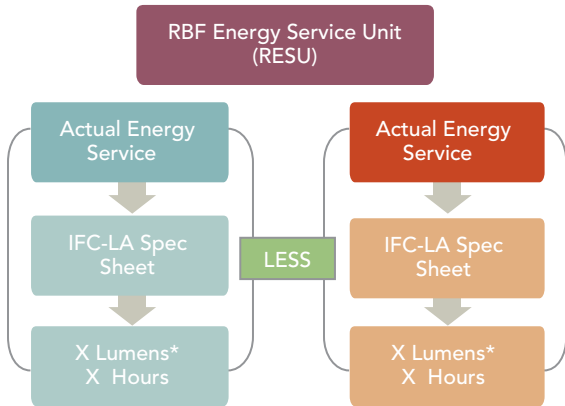 RBF Energy Service Unit
(RESU)
Actual Energy
Service
IFC-LA Spec
Sheet
X Lumens*
X Hours
LESS
Actual Energy
Service
IFC-LA Spec
Sheet
X Lumens*
X Hours